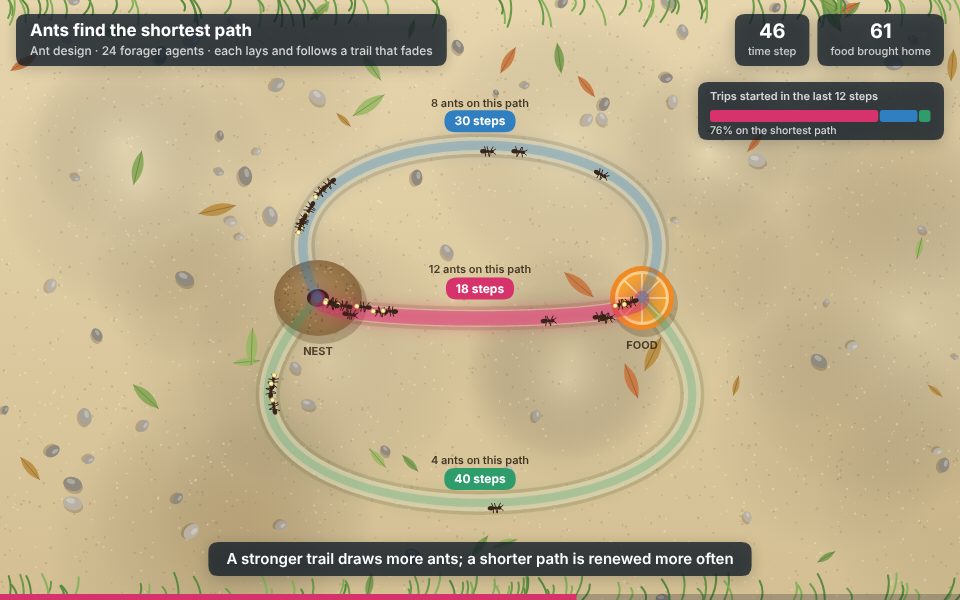 Ants find the shortest path
Ant design · 24 forager agents · each lays and follows a trail that fades
46
time step
61
food brought home
Trips started in the last 12 steps
76% on the shortest path
8 ants on this path
30 steps
12 ants on this path
18 steps
NEST
FOOD
4 ants on this path
40 steps
A stronger trail draws more ants; a shorter path is renewed more often